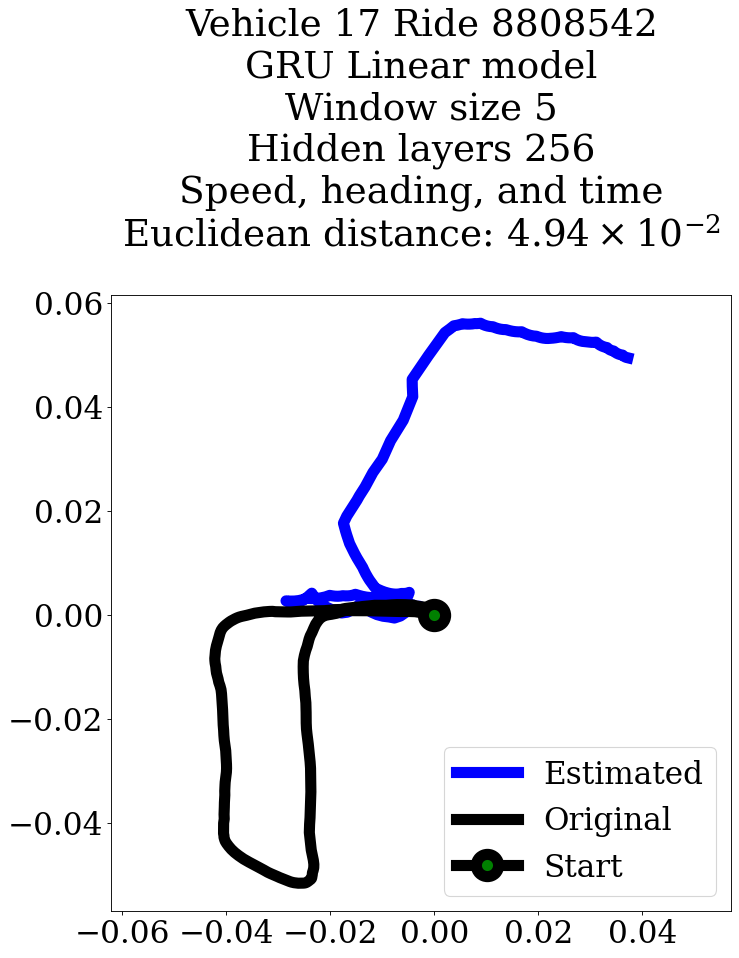 Vehicle 17 Ride 8808542
GRU Linear model
Window size 5
Hidden layers 256
Speed, heading, and time
Euclidean distance: 4.94 × 10⁻²
0.06
0.04
0.02
0.00
−0.02
−0.04
Estimated
Original
Start
−0.06 −0.04 −0.02 0.00 0.02 0.04